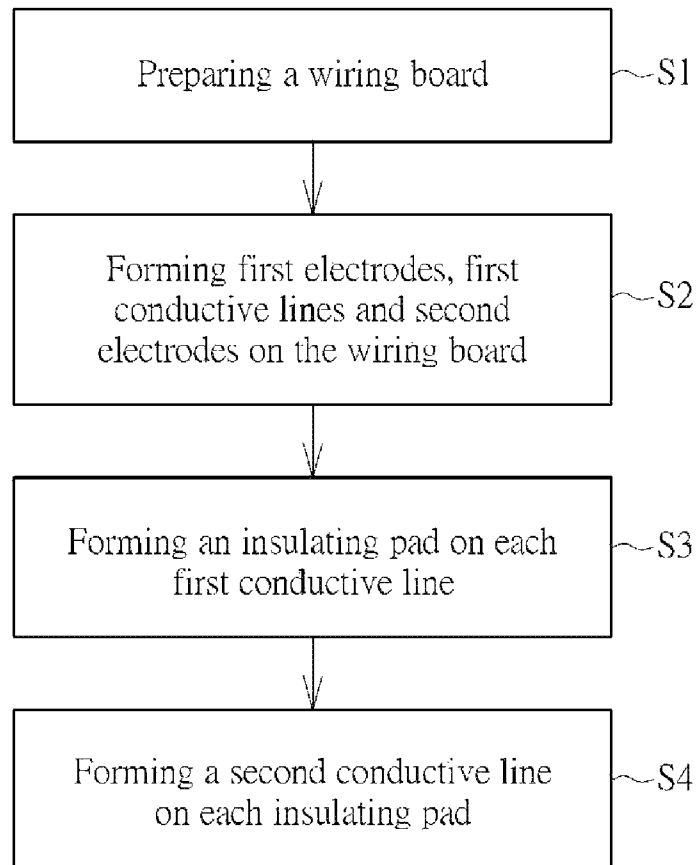 Preparing a wiring board
S1
Forming first electrodes, first
conductive lines and second
electrodes on the wiring board
S2
Forming an insulating pad on each
first conductive line
S3
Forming a second conductive line
on each insulating pad
S4